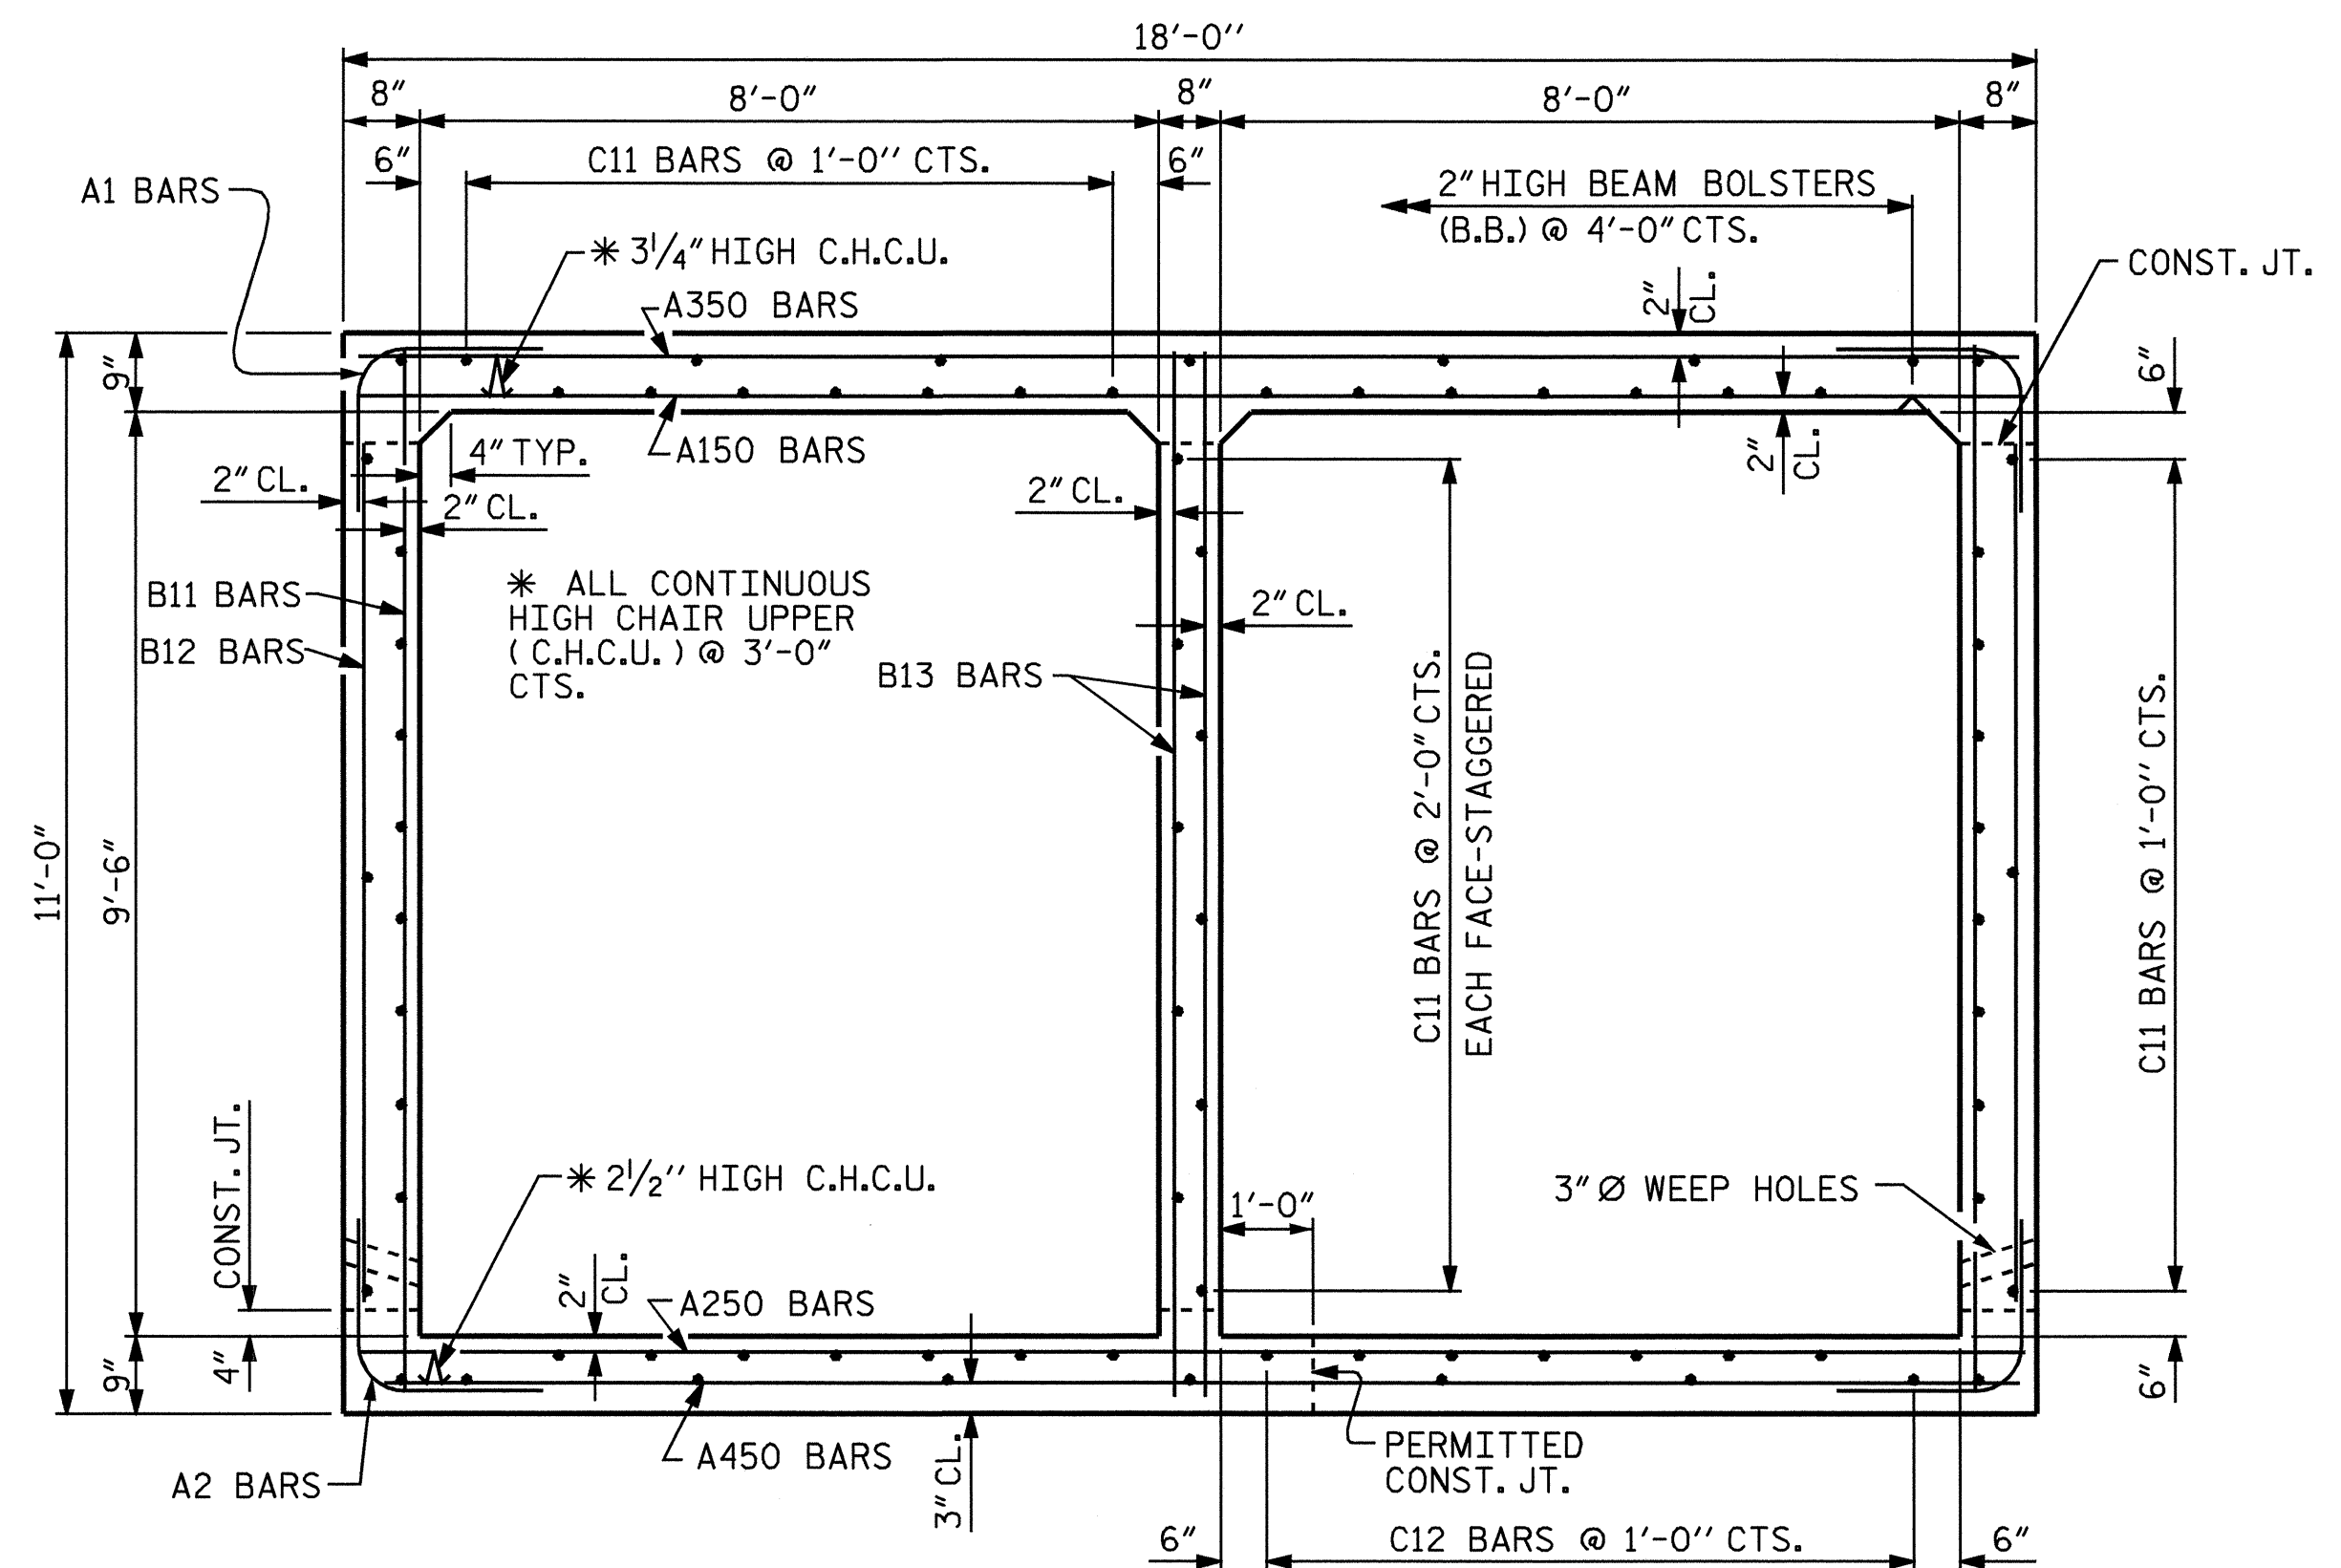 18'-0"
8" 8'-0" 8" 8'-0" 8"
6" C11 BARS @ 1'-0" CTS. 6"
A1 BARS
2" HIGH BEAM BOLSTERS
(B.B.) @ 4'-0" CTS.
✳ 3 1/4" HIGH C.H.C.U.
CONST. JT.
A350 BARS
2" CL.
9"
6"
A150 BARS
4" TYP.
2" CL.
2" CL.
2" CL.
2" CL.
✳ ALL CONTINUOUS
HIGH CHAIR UPPER
( C.H.C.U. ) @ 3'-0"
CTS.
B11 BARS
B12 BARS
2" CL.
B13 BARS
C11 BARS @ 2'-0" CTS.
EACH FACE-STAGGERED
C11 BARS @ 1'-0" CTS.
11'-0"
9'-6"
CONST. JT.
✳ 2 1/2" HIGH C.H.C.U.
3" Ø WEEP HOLES
1'-0"
2" CL.
A250 BARS
4"
9"
6"
A450 BARS
3" CL.
PERMITTED
CONST. JT.
A2 BARS
6" C12 BARS @ 1'-0" CTS. 6"